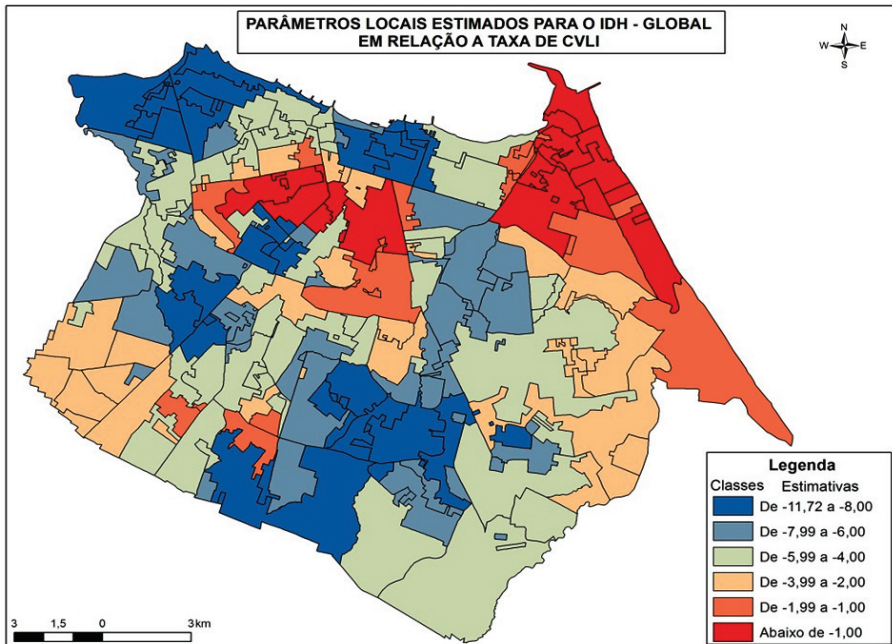 PARÂMETROS LOCAIS ESTIMADOS PARA O IDH - GLOBAL
EM RELAÇÃO A TAXA DE CVLI
N
W E
S
Legenda
Classes Estimativas
De -11,72 a -8,00
De -7,99 a -6,00
De -5,99 a -4,00
De -3,99 a -2,00
De -1,99 a -1,00
Abaixo de -1,00
3 1,5 0 3 km